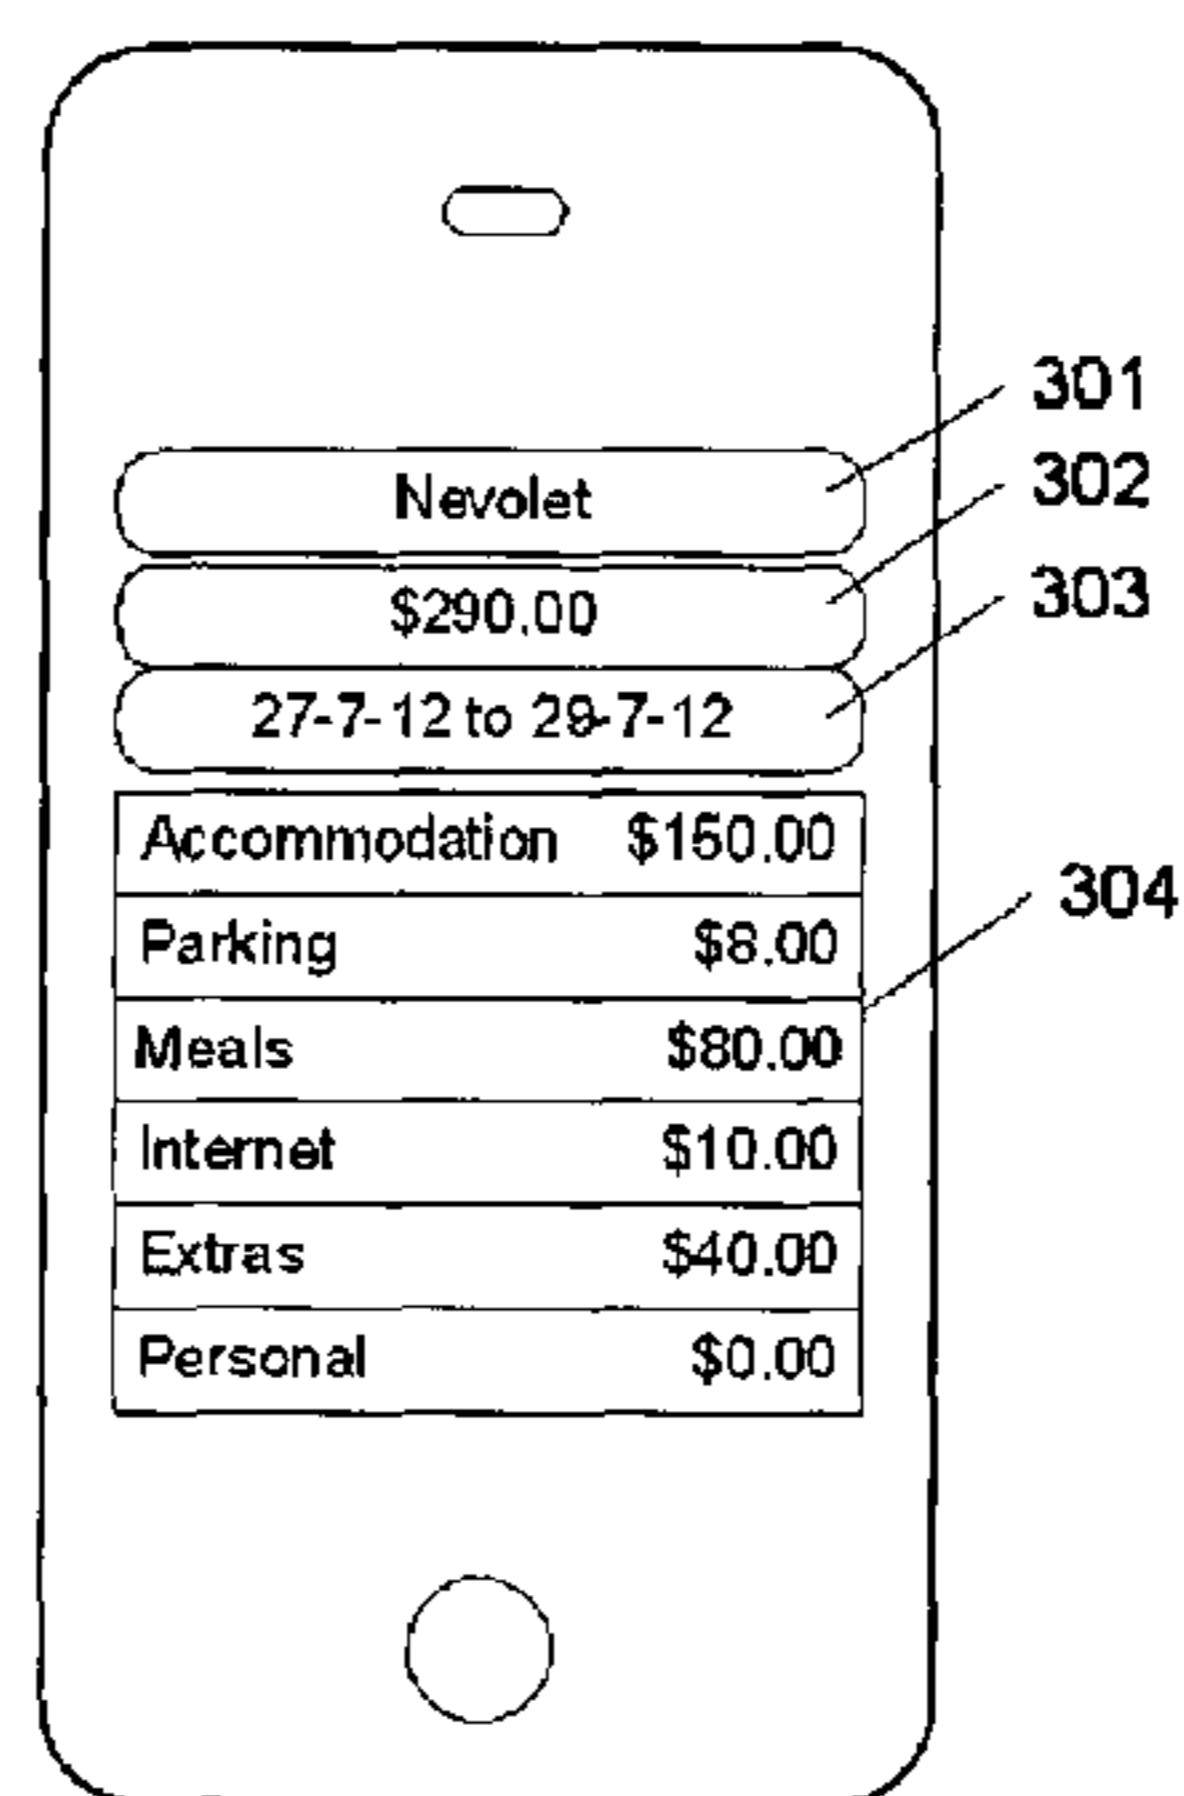 301
Nevolet
302
$290.00
303
27-7-12 to 29-7-12
Accommodation $150.00
304
Parking $8.00
Meals $80.00
Internet $10.00
Extras $40.00
Personal $0.00